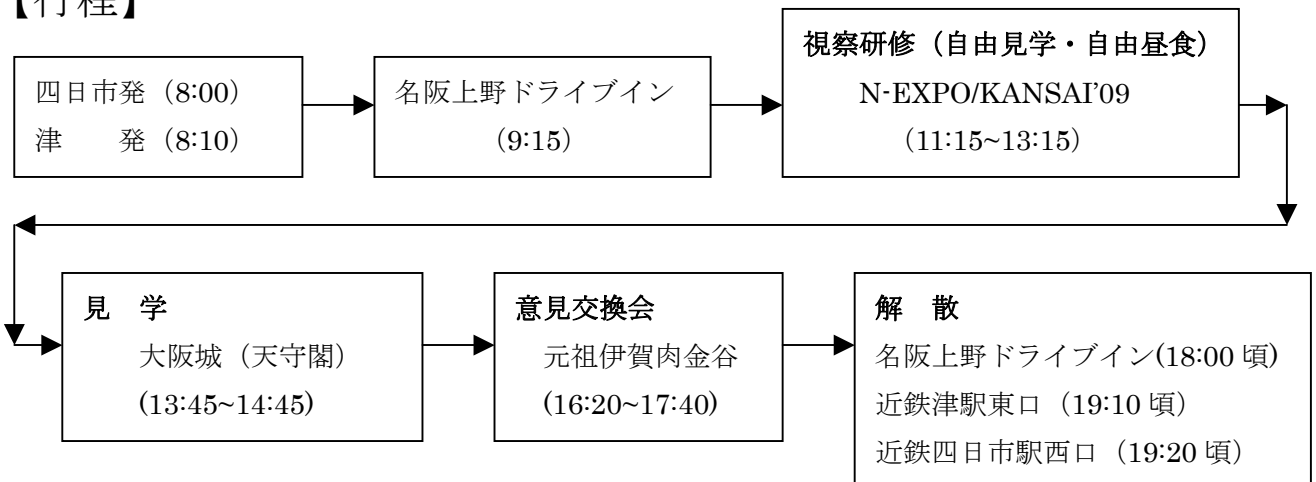 【行程】
四日市発（8:00）
津　　発（8:10）
名阪上野ドライブイン
（9:15）
視察研修（自由見学・自由昼食）
N-EXPO/KANSAI’09
（11:15~13:15）
見　学
大阪城（天守閣）
(13:45~14:45)
意見交換会
元祖伊賀肉金谷
(16:20~17:40)
解　散
名阪上野ドライブイン(18:00 頃)
近鉄津駅東口（19:10 頃）
近鉄四日市駅西口（19:20 頃）